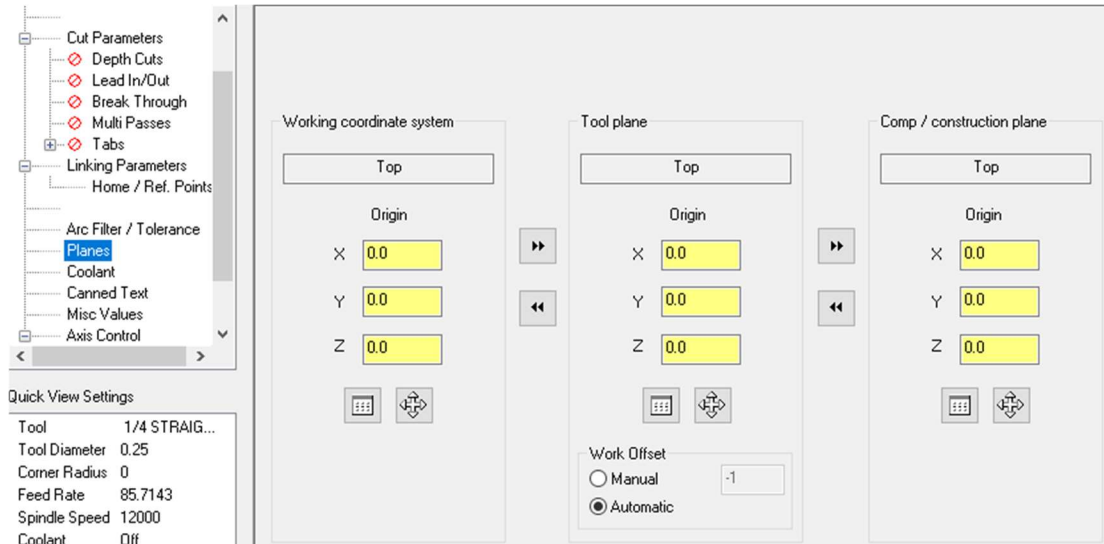 Cut Parameters
Depth Cuts
Lead In/Out
Break Through
Multi Passes
Tabs
Linking Parameters
Home / Ref. Points
Arc Filter / Tolerance
Planes
Coolant
Canned Text
Misc Values
Axis Control
Quick View Settings
Tool 1/4 STRAIG...
Tool Diameter 0.25
Corner Radius 0
Feed Rate 85.7143
Spindle Speed 12000
Coolant Off
Working coordinate system
Top
Origin
X 0.0
Y 0.0
Z 0.0
Tool plane
Top
Origin
X 0.0
Y 0.0
Z 0.0
Work Offset
Manual -1
Automatic
Comp / construction plane
Top
Origin
X 0.0
Y 0.0
Z 0.0